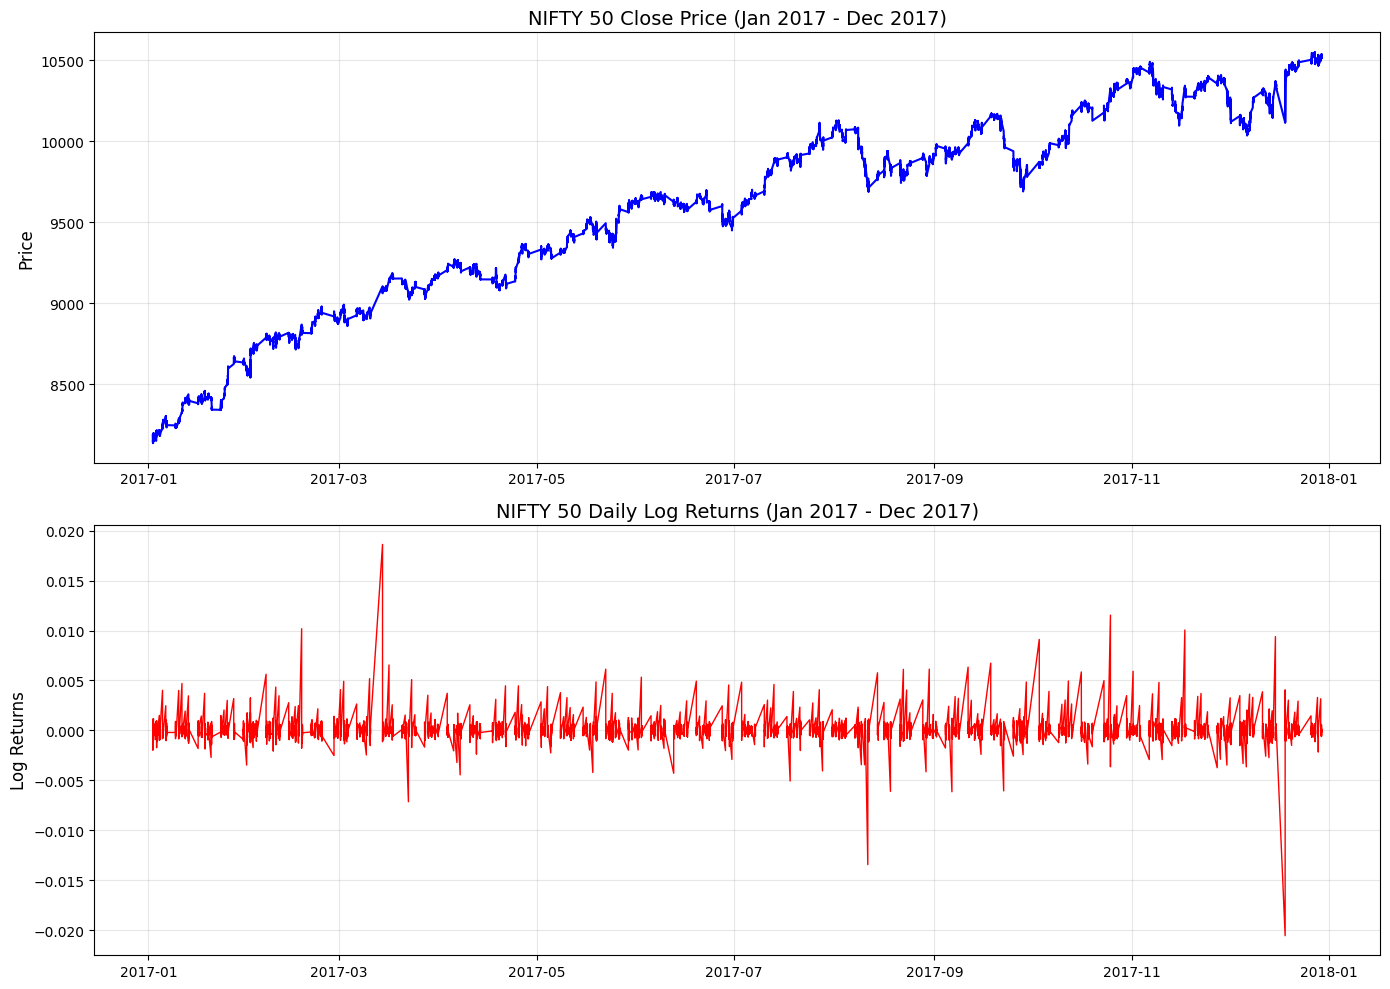 NIFTY 50 Close Price (Jan 2017 - Dec 2017)
Price
10500
10000
9500
9000
8500
2017-01 2017-03 2017-05 2017-07 2017-09 2017-11 2018-01
NIFTY 50 Daily Log Returns (Jan 2017 - Dec 2017)
Log Returns
0.020
0.015
0.010
0.005
0.000
−0.005
−0.010
−0.015
−0.020
2017-01 2017-03 2017-05 2017-07 2017-09 2017-11 2018-01